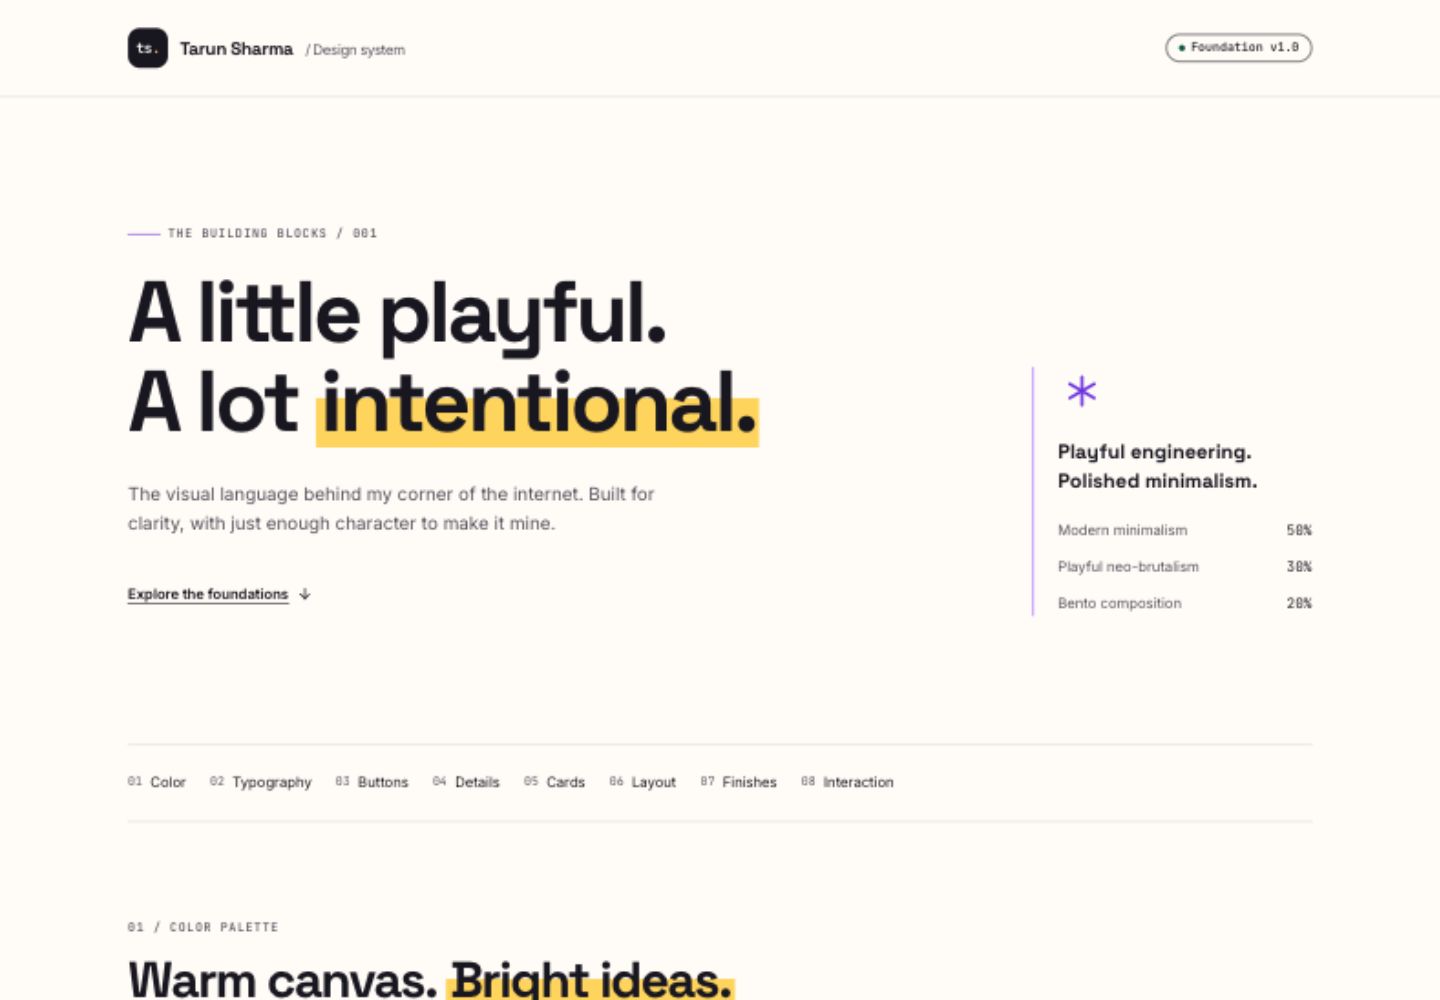 ts.
Tarun Sharma / Design system
Foundation v1.0
THE BUILDING BLOCKS / 001
A little playful.
A lot intentional.
The visual language behind my corner of the internet. Built for
clarity, with just enough character to make it mine.
Explore the foundations ↓
Playful engineering.
Polished minimalism.
Modern minimalism 50%
Playful neo-brutalism 30%
Bento composition 20%
01 Color 02 Typography 03 Buttons 04 Details 05 Cards 06 Layout 07 Finishes 08 Interaction
01 / COLOR PALETTE
Warm canvas. Bright ideas.